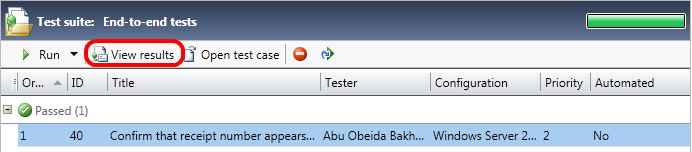 Test suite: End-to-end tests
Run View results Open test case
Or... ID Title Tester Configuration Priority Automated
Passed (1)
1 40 Confirm that receipt number appears... Abu Obeida Bakh... Windows Server 2... 2 No